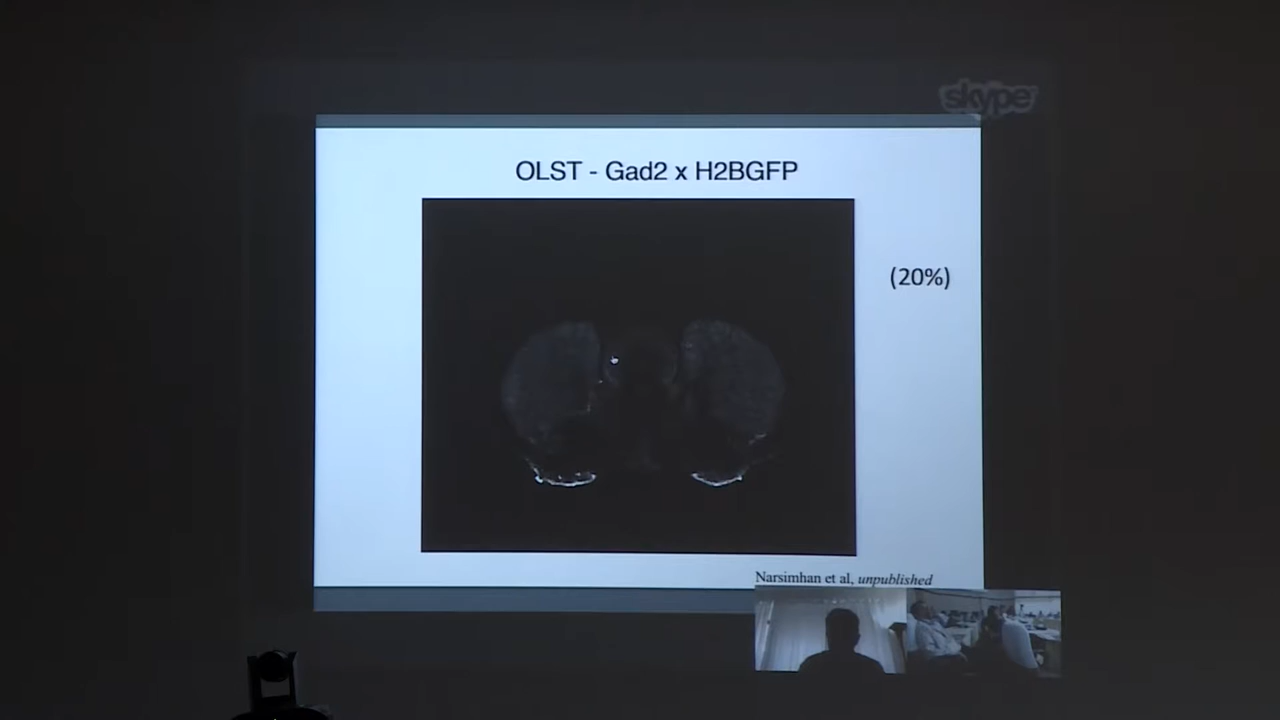 skype
OLST - Gad2 x H2BGFP
(20%)
Narsimhan et al, unpublished